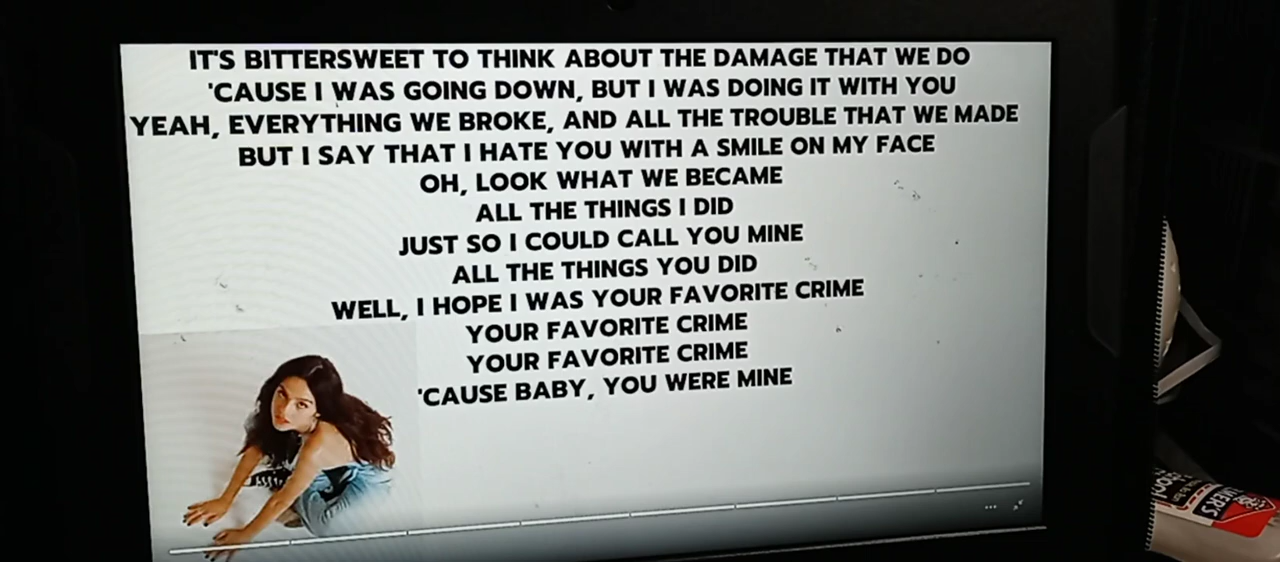 IT'S BITTERSWEET TO THINK ABOUT THE DAMAGE THAT WE DO
'CAUSE I WAS GOING DOWN, BUT I WAS DOING IT WITH YOU
YEAH, EVERYTHING WE BROKE, AND ALL THE TROUBLE THAT WE MADE
BUT I SAY THAT I HATE YOU WITH A SMILE ON MY FACE
OH, LOOK WHAT WE BECAME
ALL THE THINGS I DID
JUST SO I COULD CALL YOU MINE
ALL THE THINGS YOU DID
WELL, I HOPE I WAS YOUR FAVORITE CRIME
YOUR FAVORITE CRIME
YOUR FAVORITE CRIME
'CAUSE BABY, YOU WERE MINE